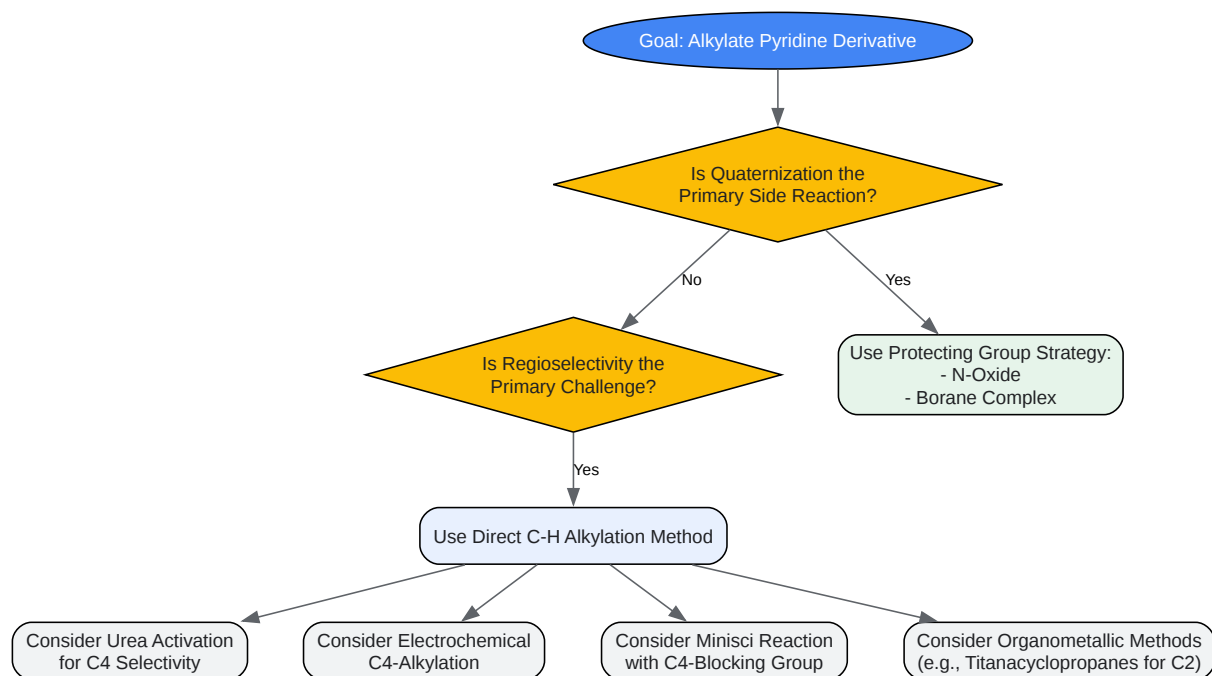 Goal: Alkylate Pyridine Derivative
Is Quaternization the
Primary Side Reaction?
No
Yes
Is Regioselectivity the
Primary Challenge?
Use Protecting Group Strategy:
- N-Oxide
- Borane Complex
Yes
Use Direct C-H Alkylation Method
Consider Urea Activation
for C4 Selectivity
Consider Electrochemical
C4-Alkylation
Consider Minisci Reaction
with C4-Blocking Group
Consider Organometallic Methods
(e.g., Titanacyclopropanes for C2)